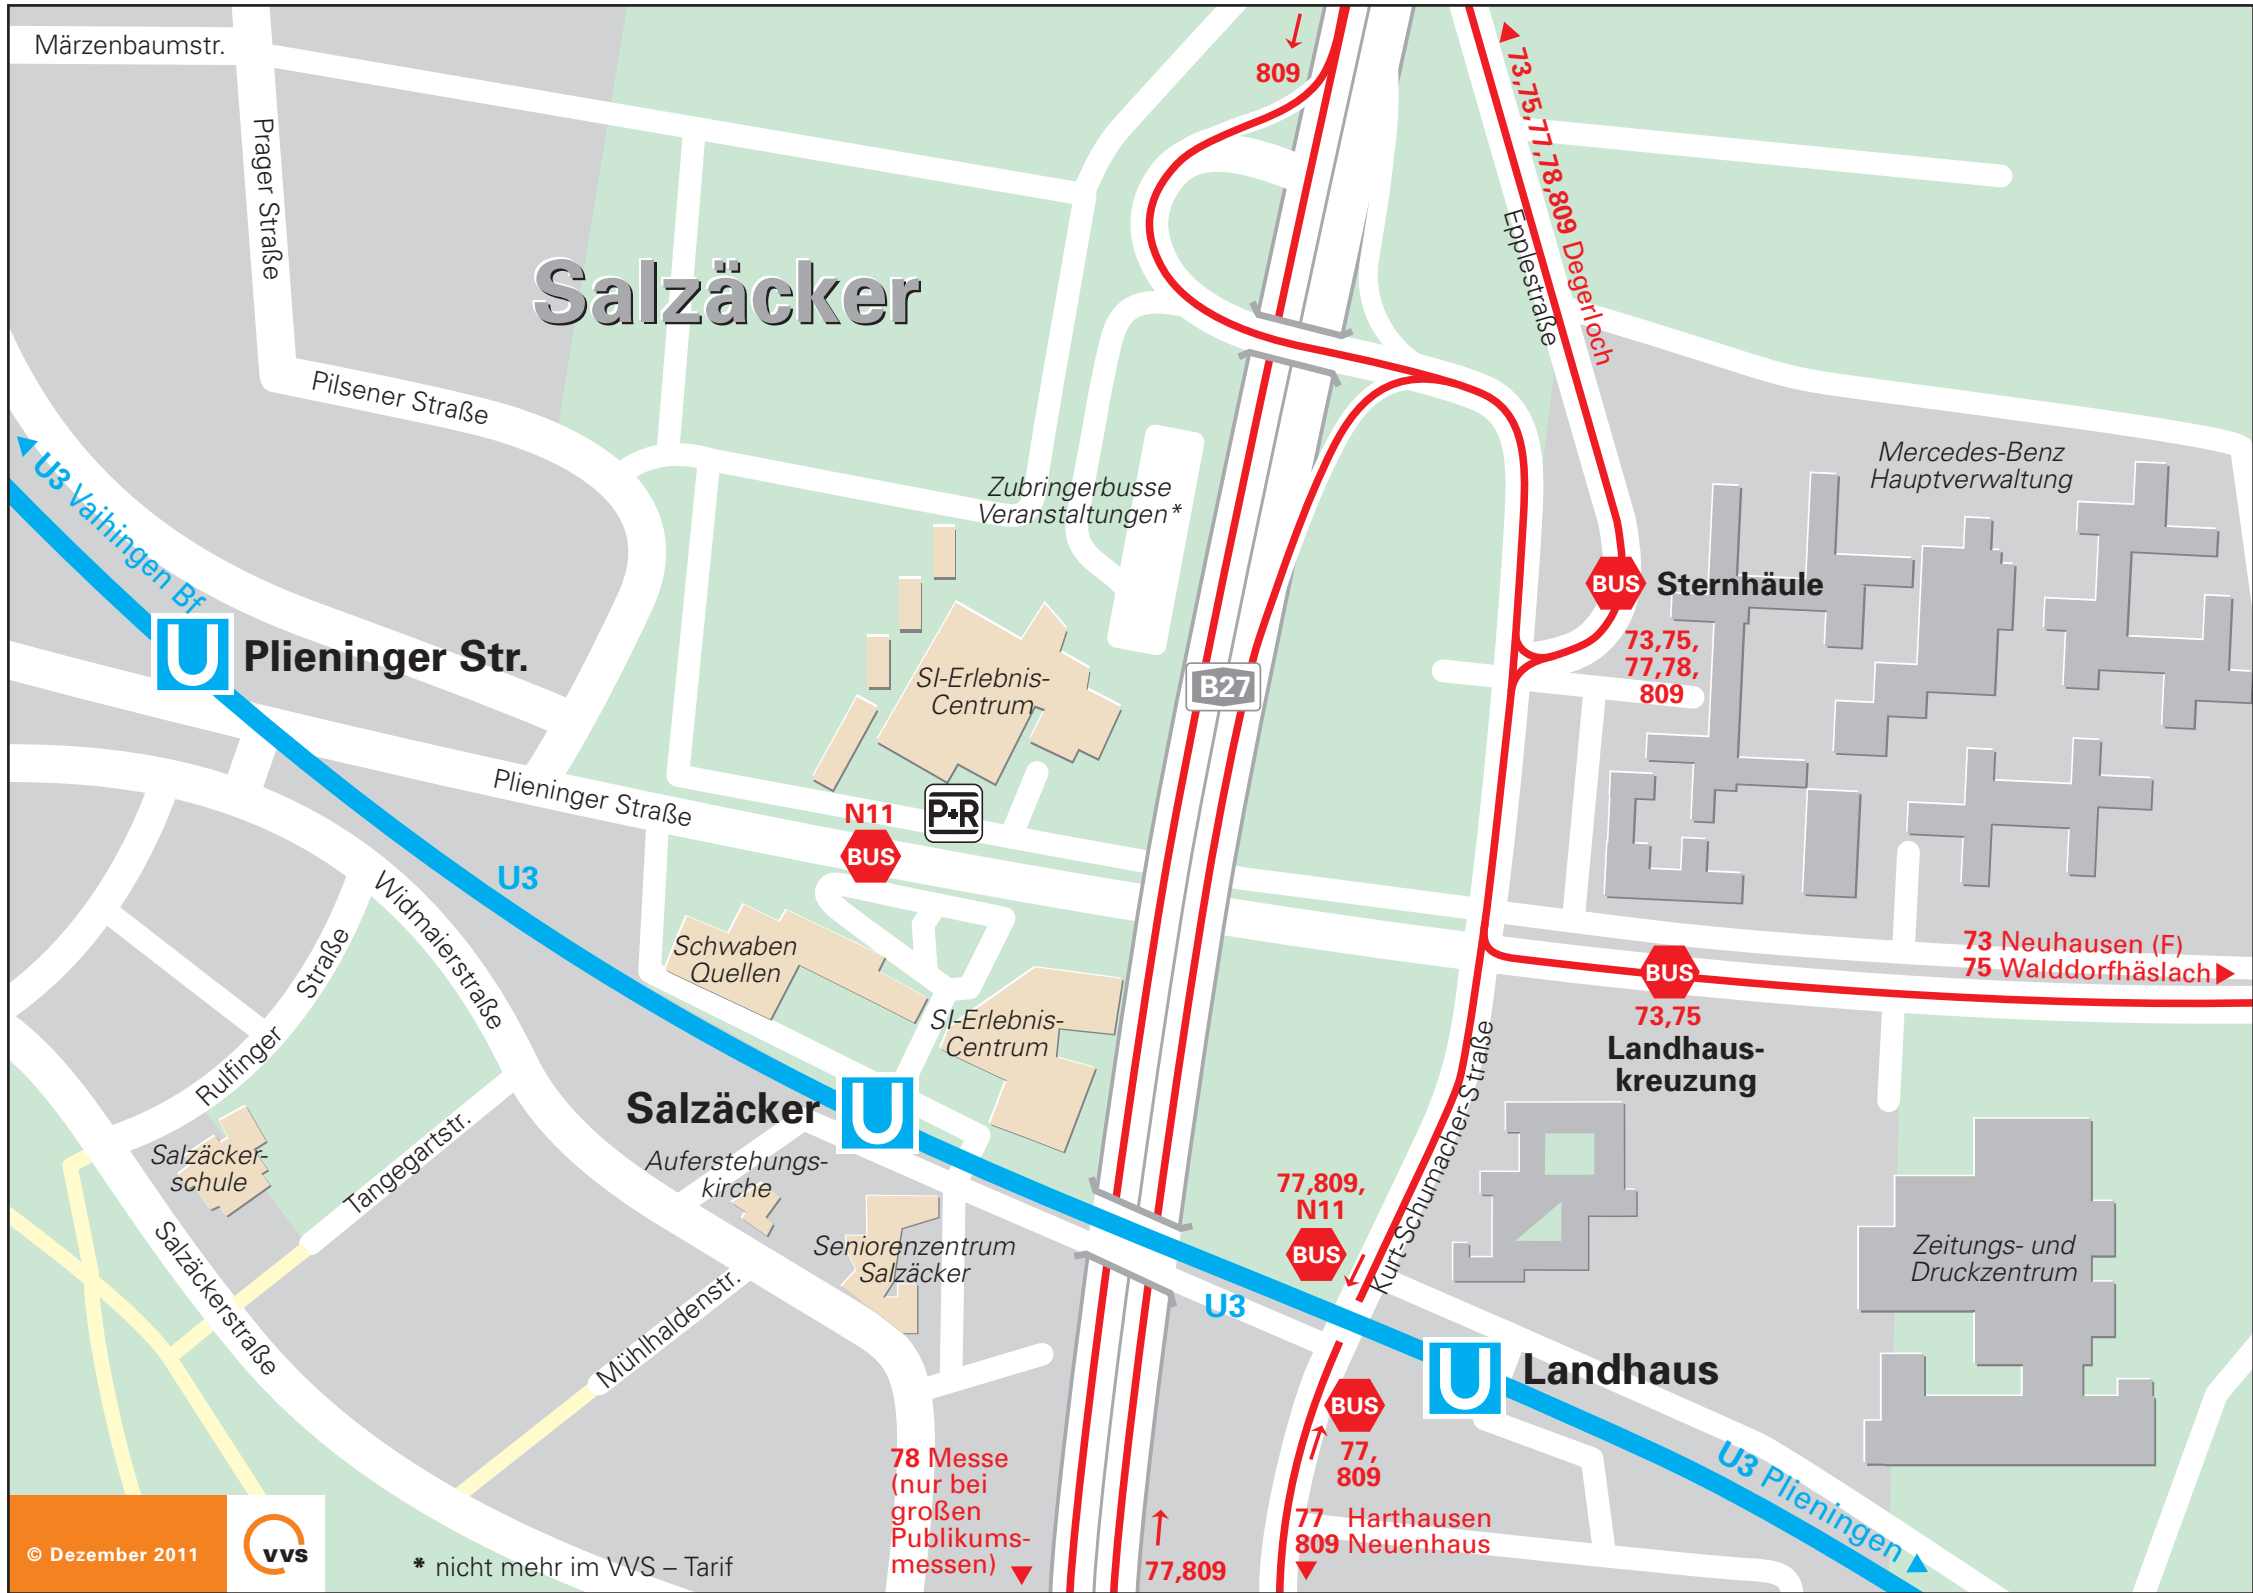 Märzenbaumstr.
Prager Straße
Pilsener Straße
Salzäcker
809
73,75,77,78,809 Degerloch
Epplestraße
Mercedes-Benz
Hauptverwaltung
Zubringerbusse
Veranstaltungen*
U3 Vaihingen Bf
U
Plieninger Str.
BUS
Sternhäule
73,75,
77,78,
809
SI-Erlebnis-
Centrum
B27
Plieninger Straße
N11
BUS
P+R
U3
Widmaierstraße
Rulfinger Straße
Schwaben
Quellen
SI-Erlebnis-
Centrum
73 Neuhausen (F)
75 Walddorfhäslach
BUS
73,75
Landhaus-
kreuzung
Kurt-Schumacher-Straße
Salzäcker
U
Salzäcker-
schule
Tangegartstr.
Auferstehungs-
kirche
Seniorenzentrum
Salzäcker
Salzäckerstraße
Mühlhaldenstr.
77,809,
N11
BUS
U3
Zeitungs- und
Druckzentrum
U
Landhaus
BUS
77,
809
U3 Plieningen
78 Messe
(nur bei
großen
Publikums-
messen)
77,809
77 Harthausen
809 Neuenhaus
© Dezember 2011
vvs
* nicht mehr im VVS – Tarif